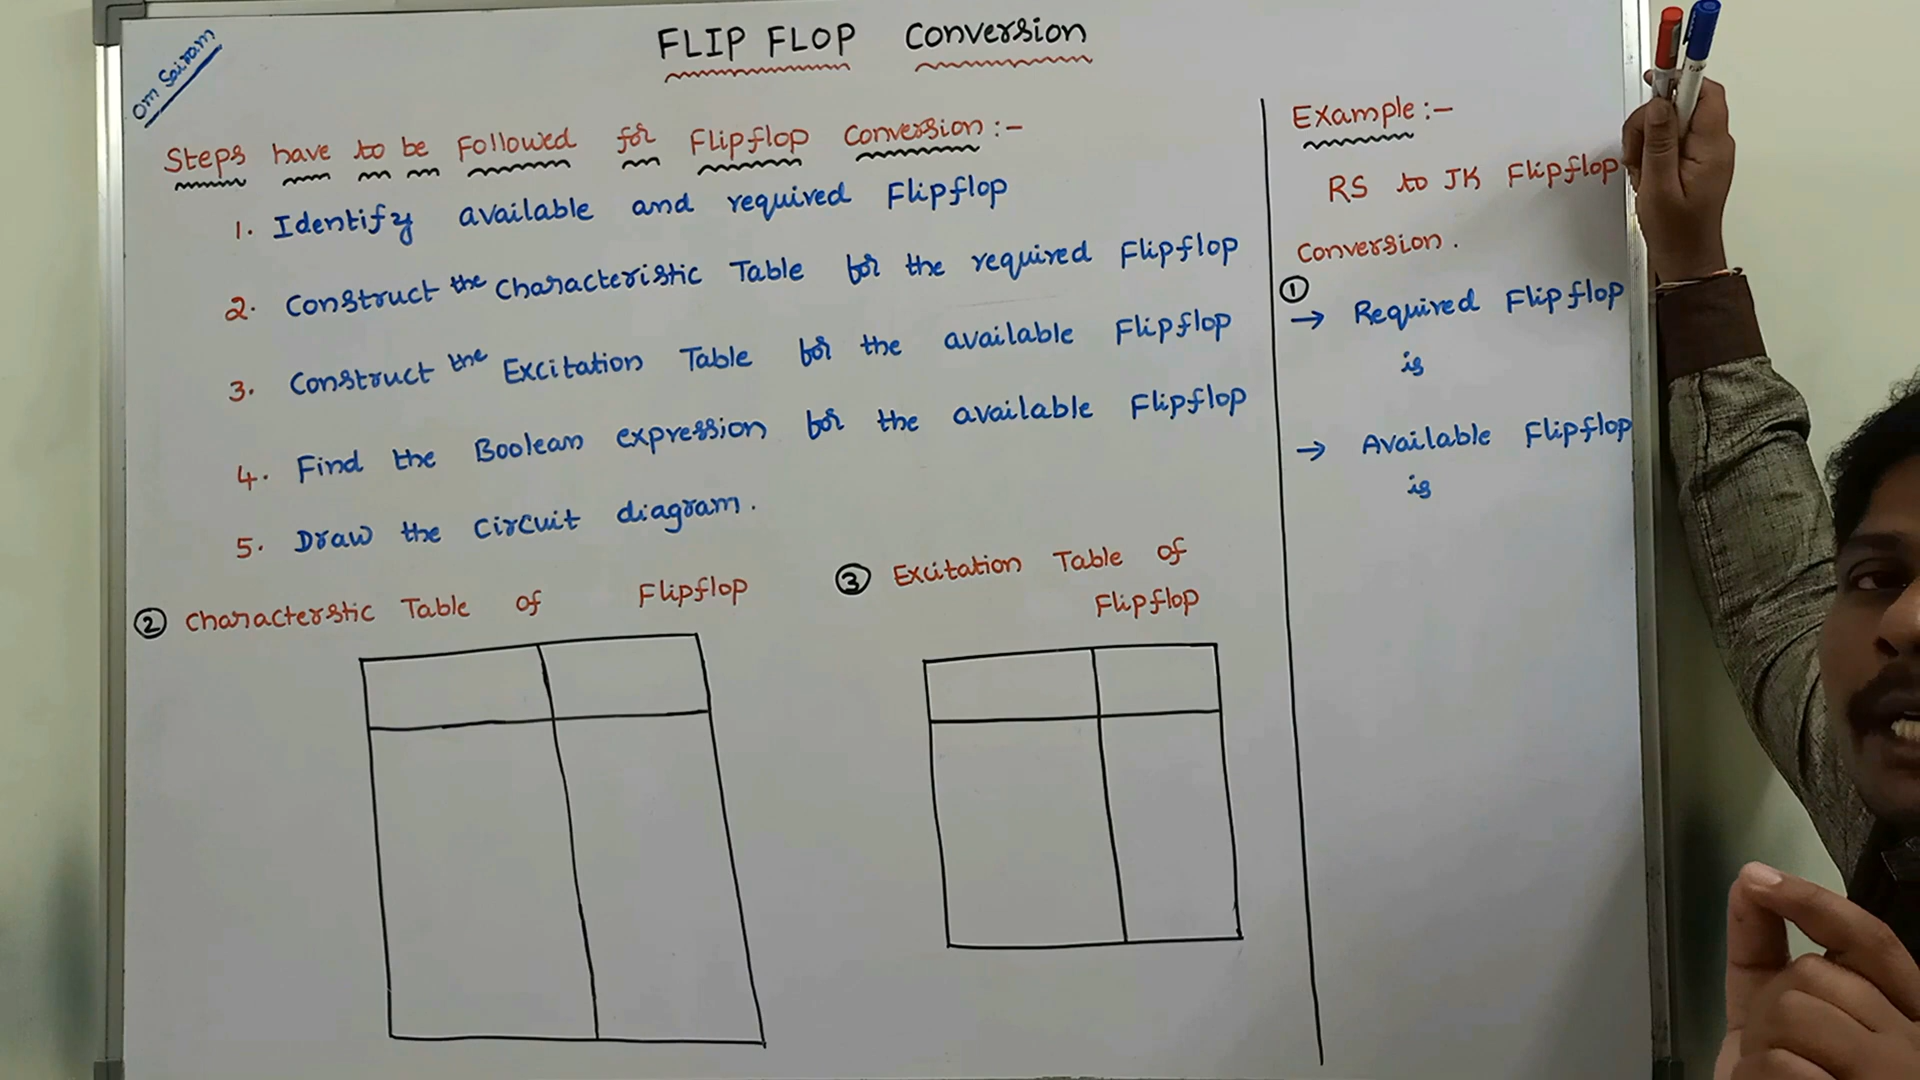 Om Sairam
FLIP FLOP Conversion
Steps have to be Followed for Flipflop Conversion :-
1. Identify available and required Flipflop
2. Construct the Characteristic Table for the required Flipflop
3. Construct the Excitation Table for the available Flipflop
4. Find the Boolean expression for the available Flipflop
5. Draw the circuit diagram.
② Characterstic Table of Flipflop
③ Excitation Table of
Flipflop
Example :-
RS to JK Flipflop
Conversion .
①
→ Required Flipflop
is
→ Available Flipflop
is